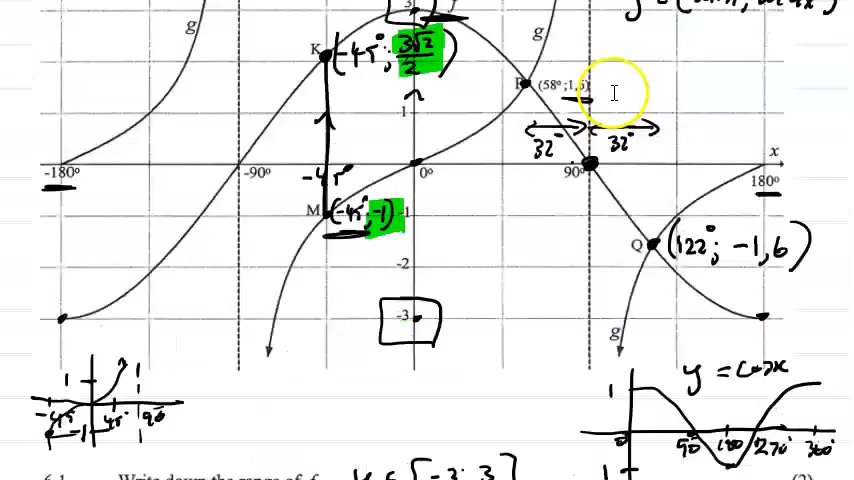 3
g
g
K (-45°; 3√2/2)
P (58°;1,6)
1
32° 32°
-45°
x
-180° -90° 0° 90° 180°
M (-45°; -1) -1
Q (122°; -1,6)
-2
-3
g
y = cos x
1
-45° 45° 90°
-1
1
0 90° 180 270° 360°
1
6.1 Write down the range of f. y ∈ [-3; 3] (2)